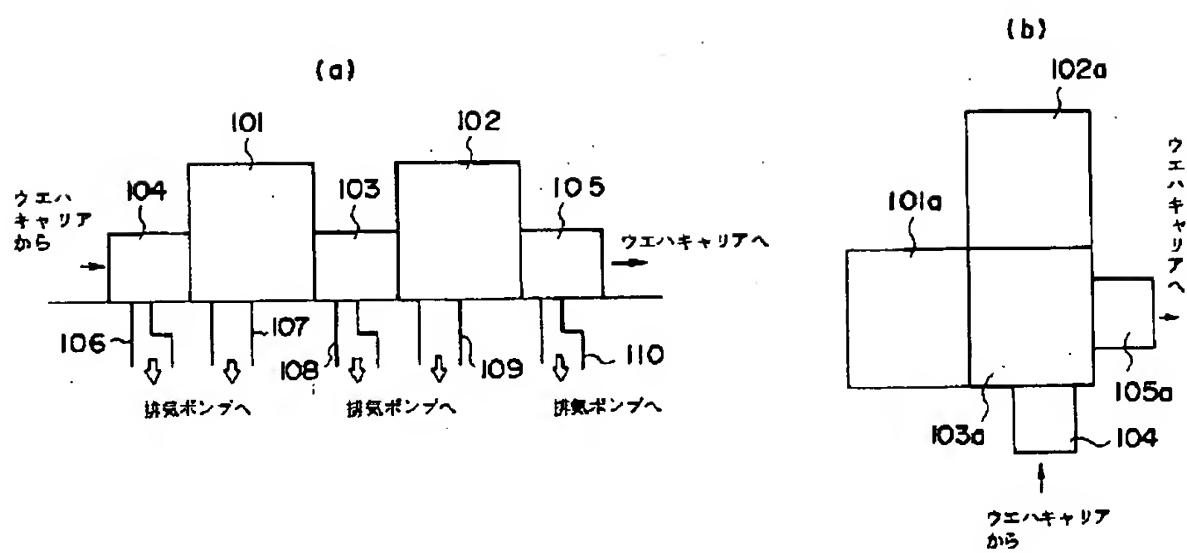 (a)
101
102
104
103
105
ウエハ
キャリア
から
ウエハキャリアへ
106
107
108
109
110
排気ポンプへ
排気ポンプへ
排気ポンプへ
(b)
102a
101a
ウエハキャリアへ
105a
103a
104
ウエハキャリア
から